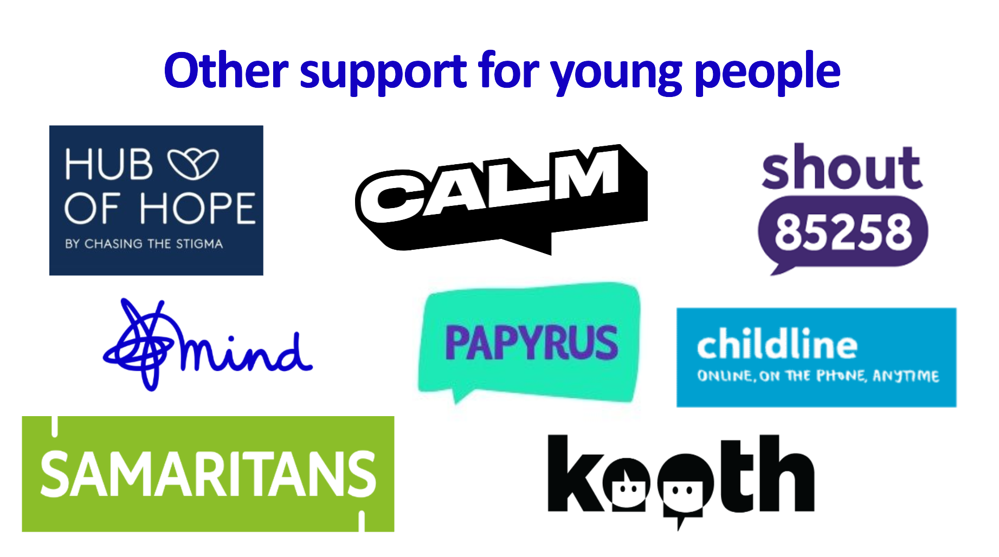 Other support for young people
HUB
OF HOPE
BY CHASING THE STIGMA
CALM
shout
85258
mind
PAPYRUS
childline
ONLINE, ON THE PHONE, ANYTIME
SAMARITANS
kooth